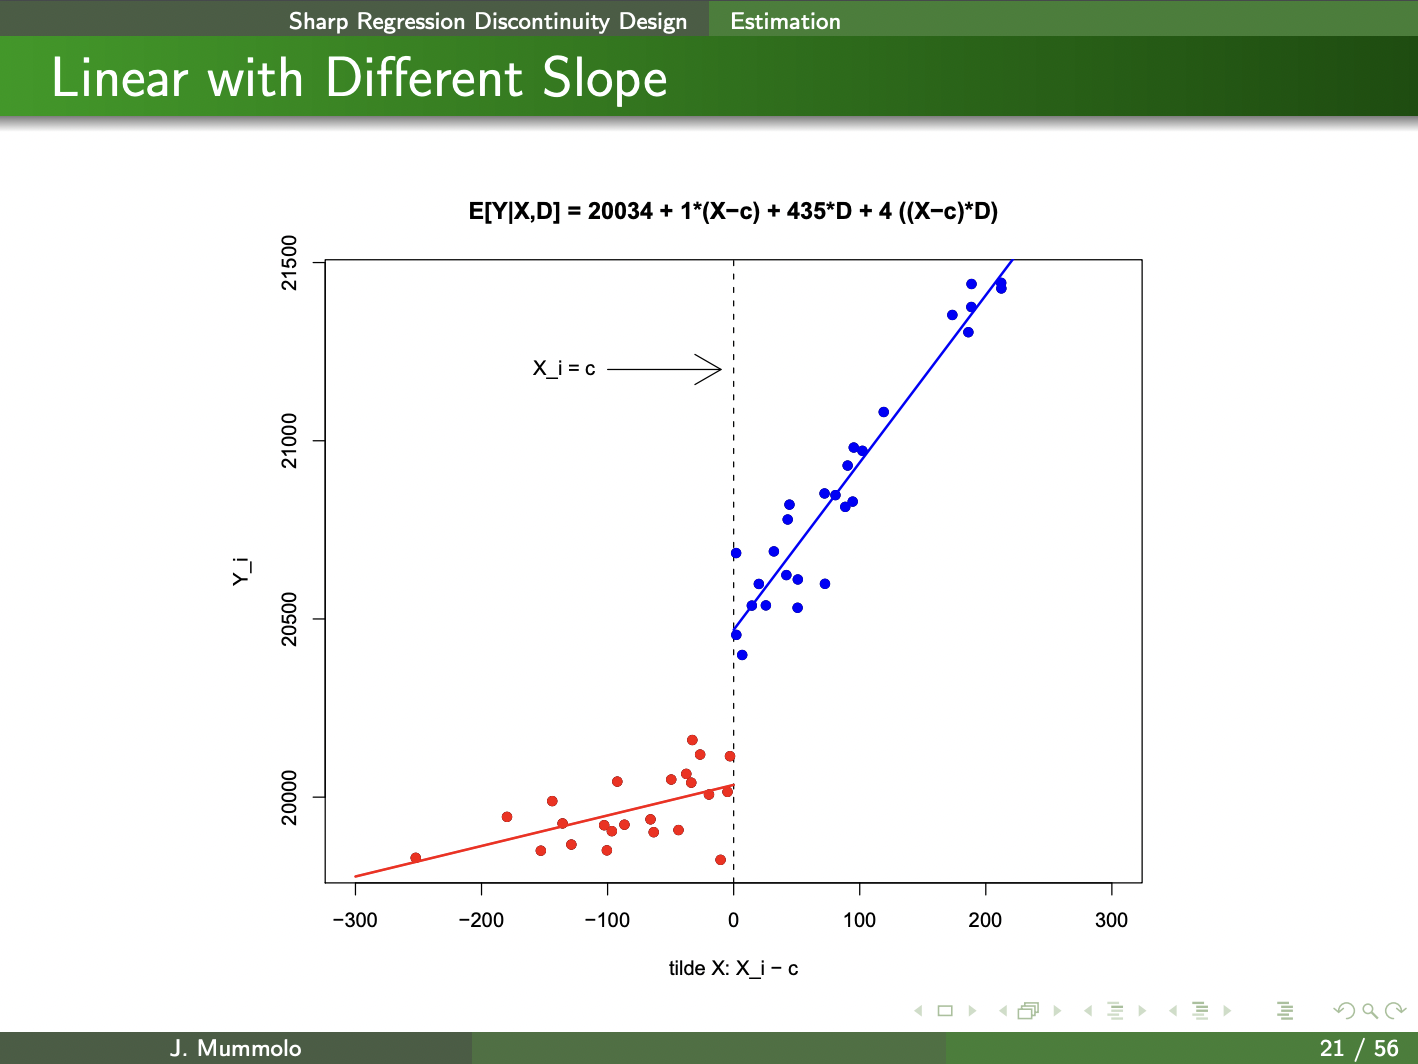 Sharp Regression Discontinuity Design Estimation
Linear with Different Slope
E[Y|X,D] = 20034 + 1*(X−c) + 435*D + 4 ((X−c)*D)
21500
21000
20500
20000
Y_i
X_i = c
−300 −200 −100 0 100 200 300
tilde X: X_i − c
J. Mummolo 21 / 56